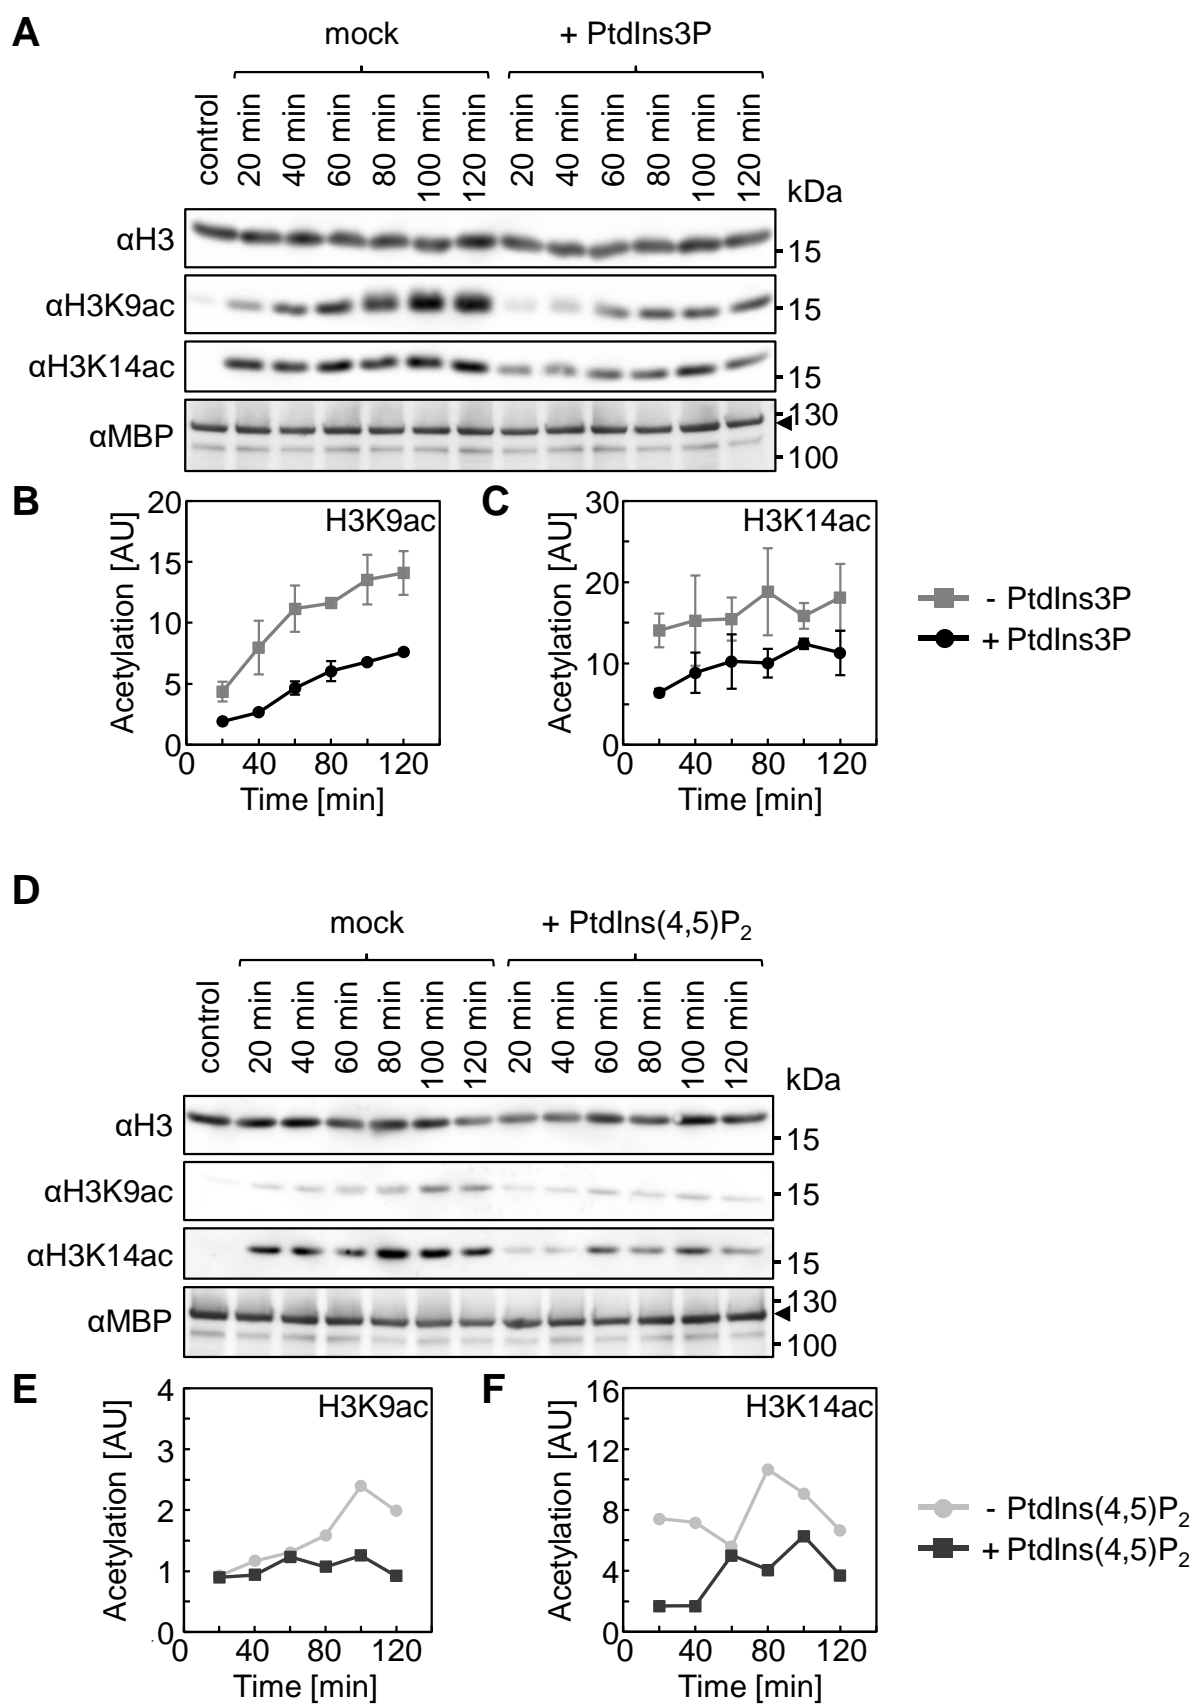 A
mock + PtdIns3P
control 20 min 40 min 60 min 80 min 100 min 120 min 20 min 40 min 60 min 80 min 100 min 120 min
kDa
αH3 15
αH3K9ac 15
αH3K14ac 15
αMBP 130
100
B
H3K9ac
Acetylation [AU]
20
15
10
5
0
0 40 80 120
Time [min]
C
H3K14ac
Acetylation [AU]
30
20
10
0
0 40 80 120
Time [min]
- PtdIns3P
+ PtdIns3P
D
mock + PtdIns(4,5)P₂
control 20 min 40 min 60 min 80 min 100 min 120 min 20 min 40 min 60 min 80 min 100 min 120 min
kDa
αH3 15
αH3K9ac 15
αH3K14ac 15
αMBP 130
100
E
H3K9ac
Acetylation [AU]
4
3
2
1
0
0 40 80 120
Time [min]
F
H3K14ac
Acetylation [AU]
16
12
8
4
0
0 40 80 120
Time [min]
- PtdIns(4,5)P₂
+ PtdIns(4,5)P₂